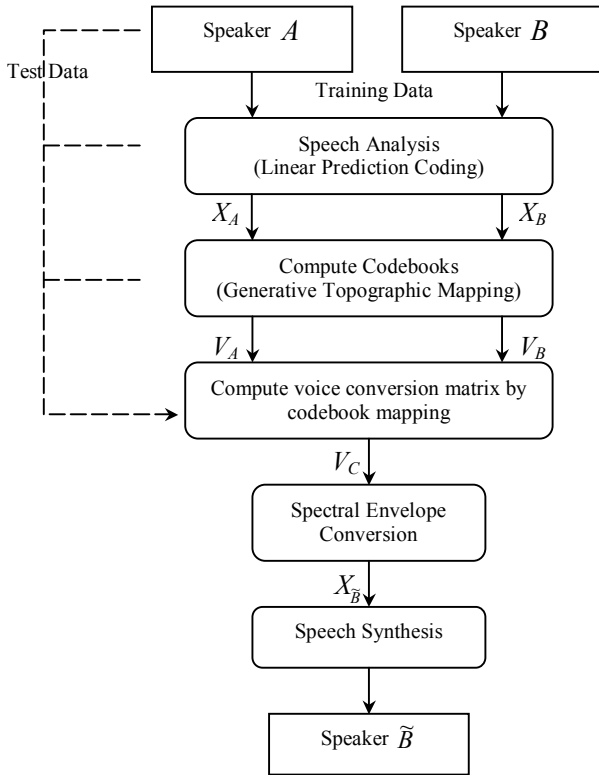 Speaker A
Speaker B
Test Data
Training Data
Speech Analysis
(Linear Prediction Coding)
X_A
X_B
Compute Codebooks
(Generative Topographic Mapping)
V_A
V_B
Compute voice conversion matrix by
codebook mapping
V_C
Spectral Envelope
Conversion
X_B̃
Speech Synthesis
Speaker B̃